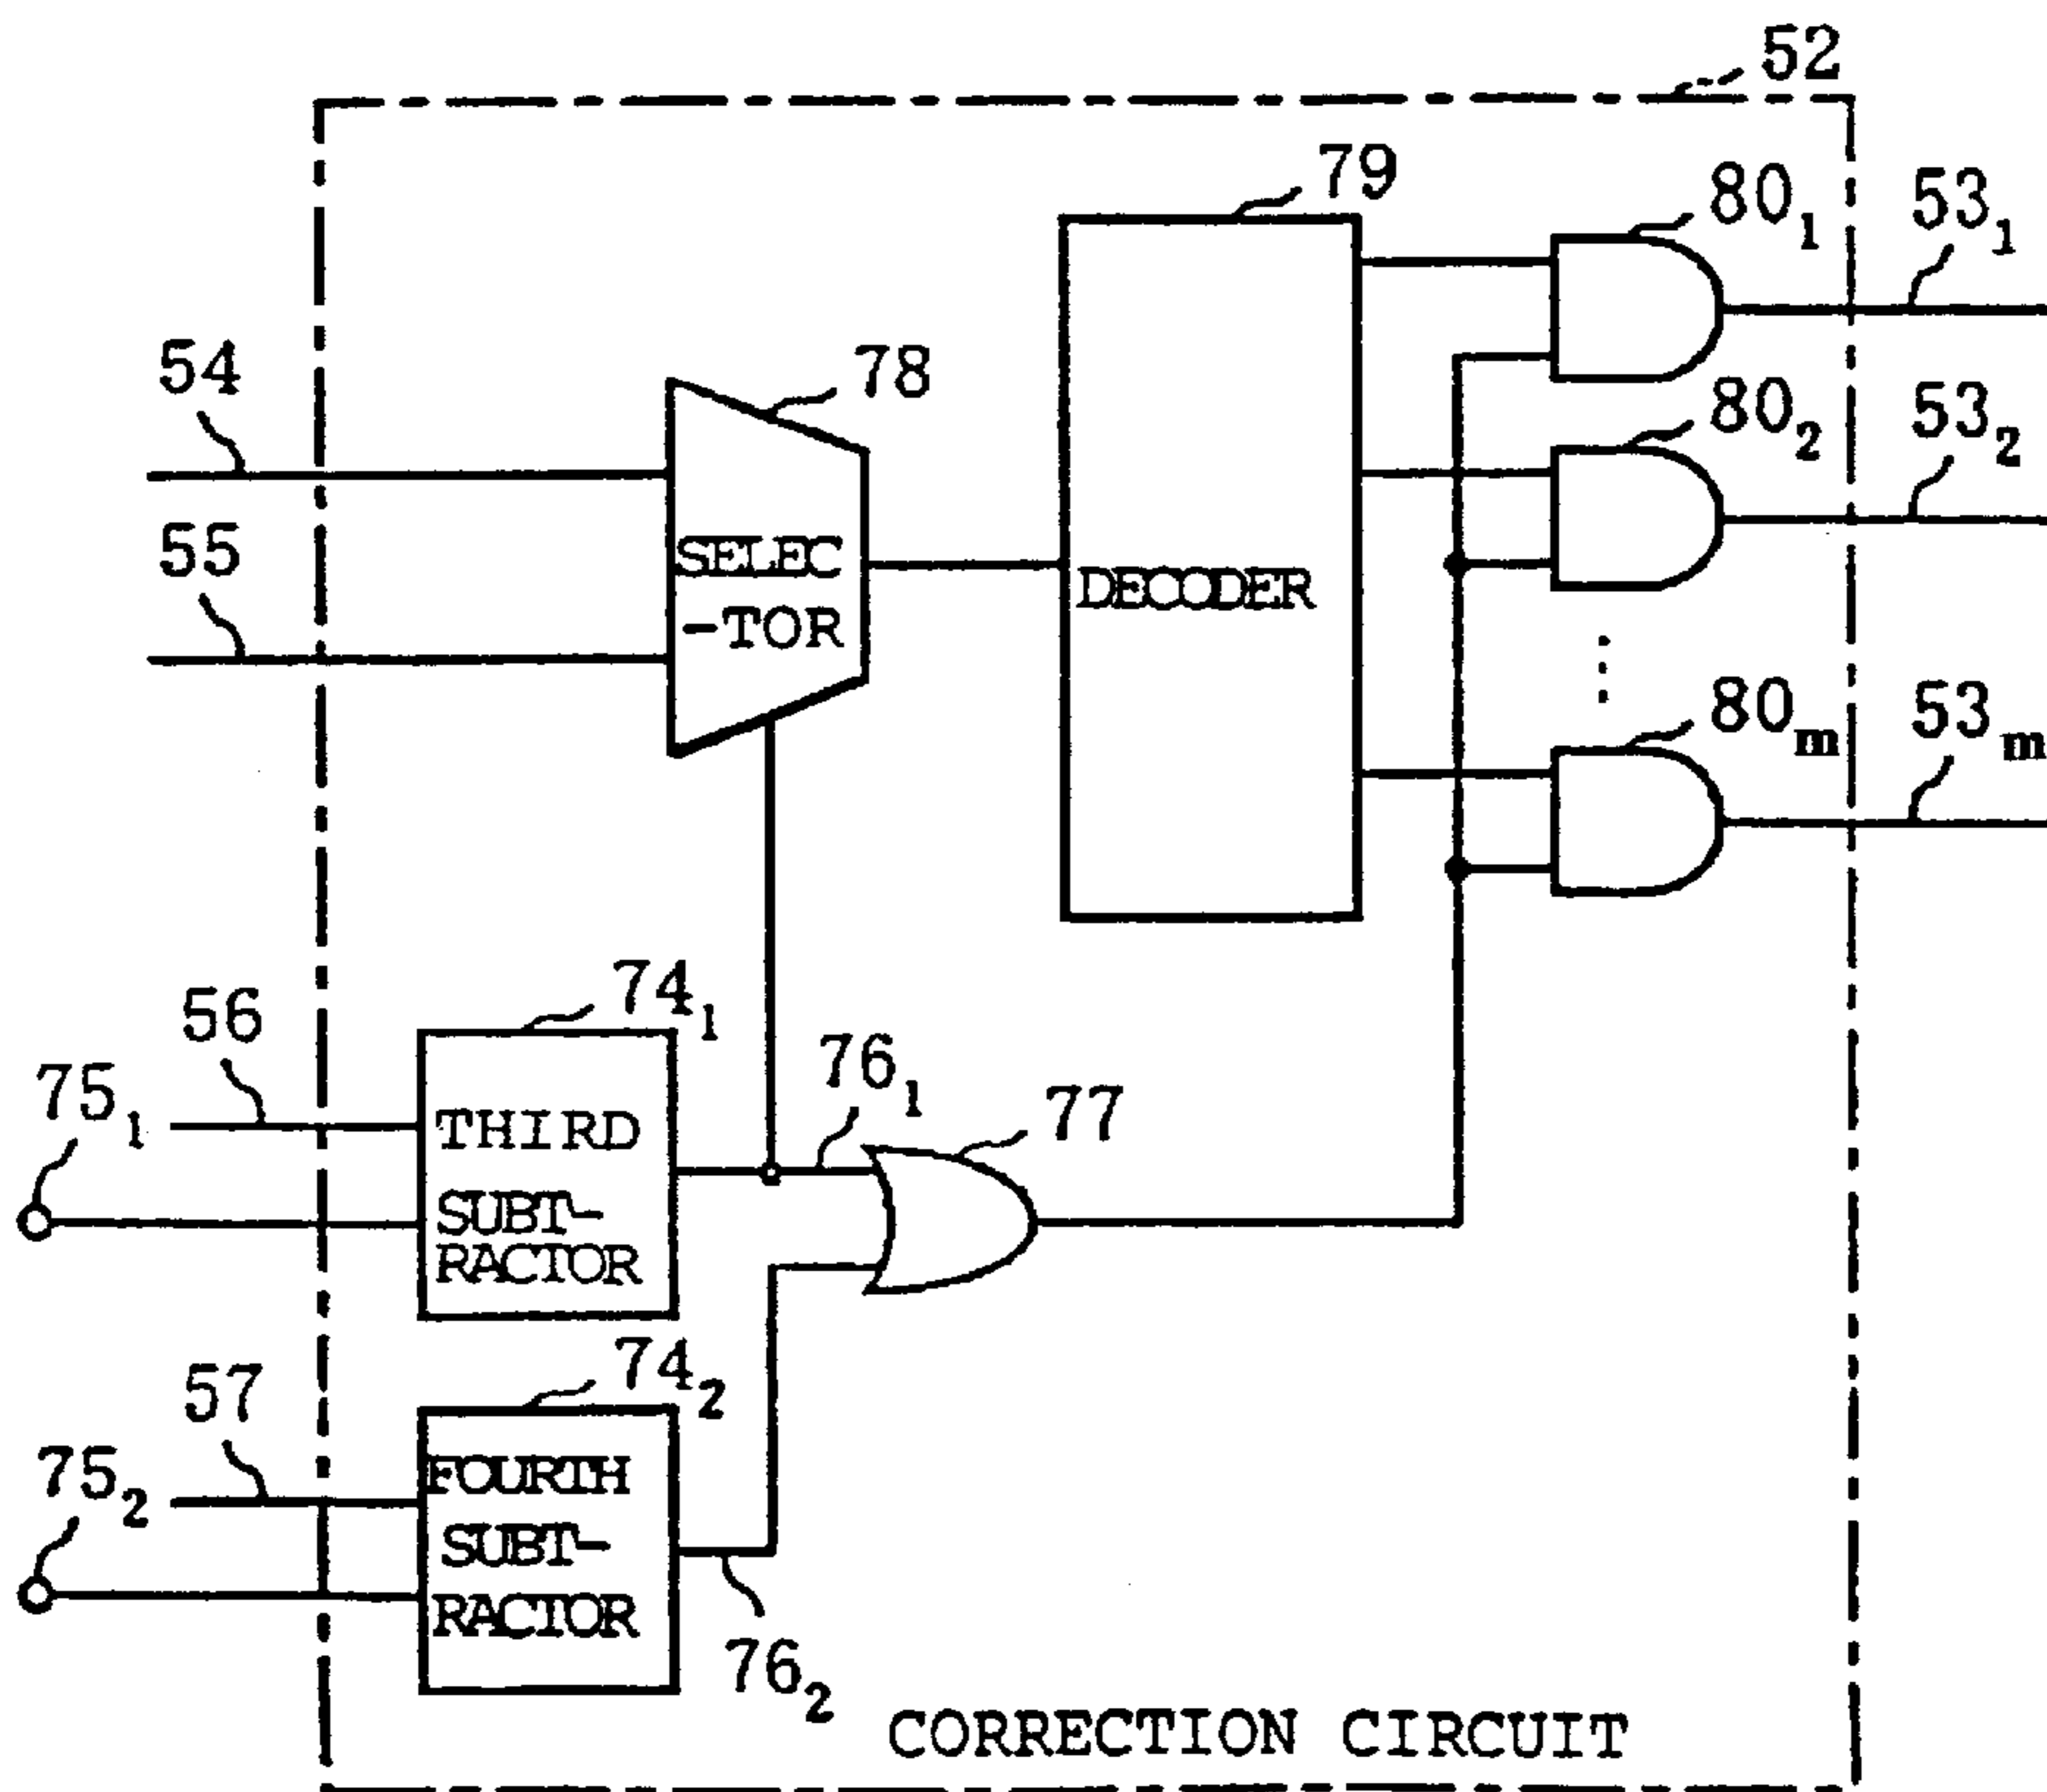 52
79
80₁
53₁
54
78
80₂
53₂
55
SELEC
-TOR
DECODER
80ₘ
53ₘ
56
74₁
75₁
THIRD
SUBT-
RACTOR
76₁
77
57
74₂
75₂
FOURTH
SUBT-
RACTOR
76₂
CORRECTION CIRCUIT